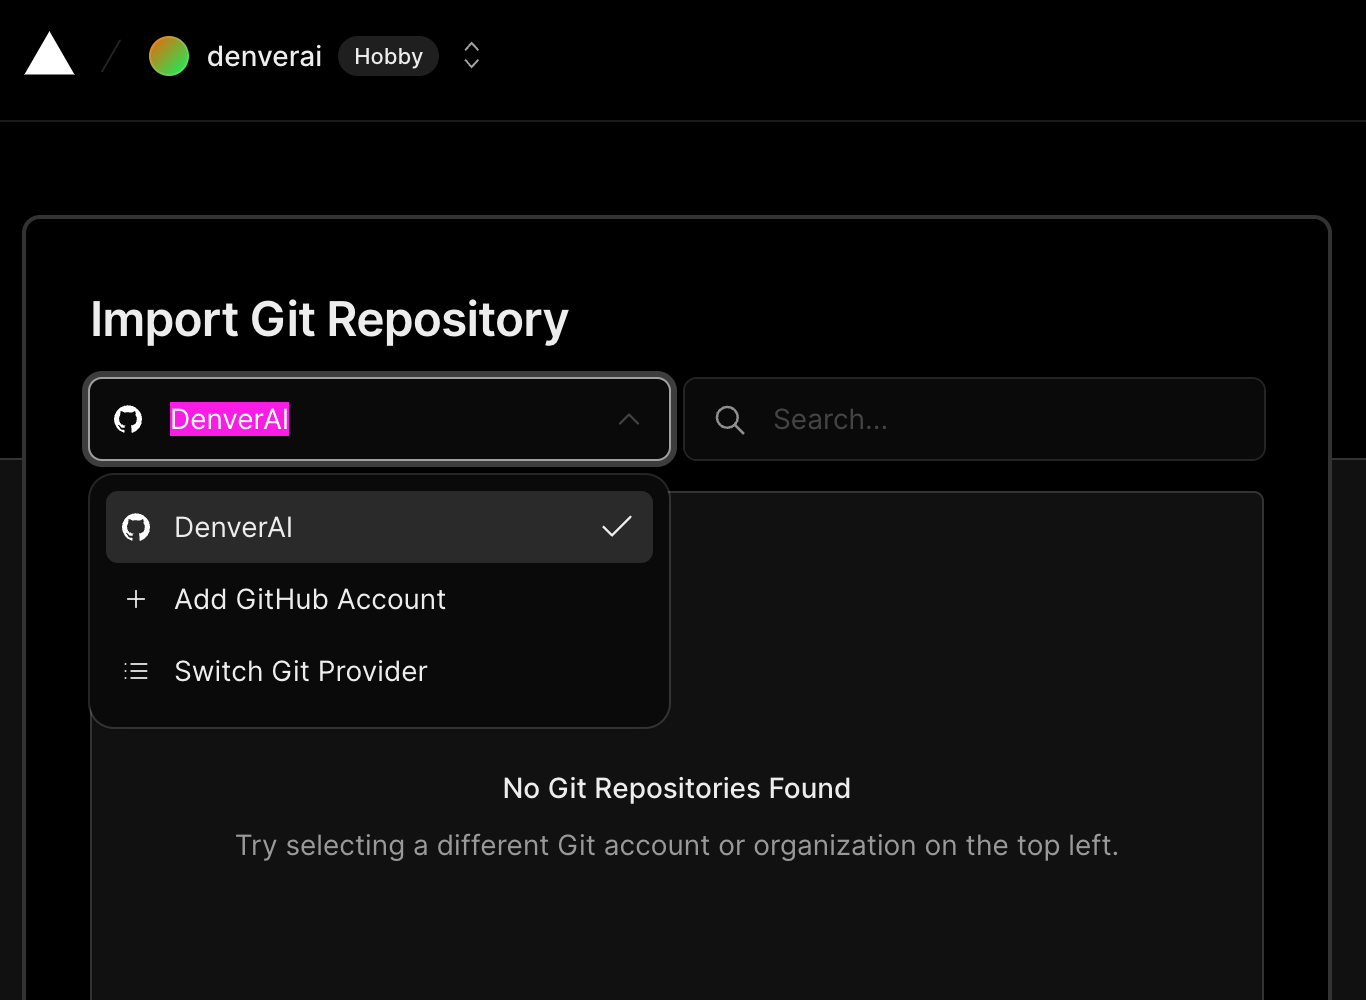 denverai Hobby
Import Git Repository
DenverAI
Search...
DenverAI
Add GitHub Account
Switch Git Provider
No Git Repositories Found
Try selecting a different Git account or organization on the top left.